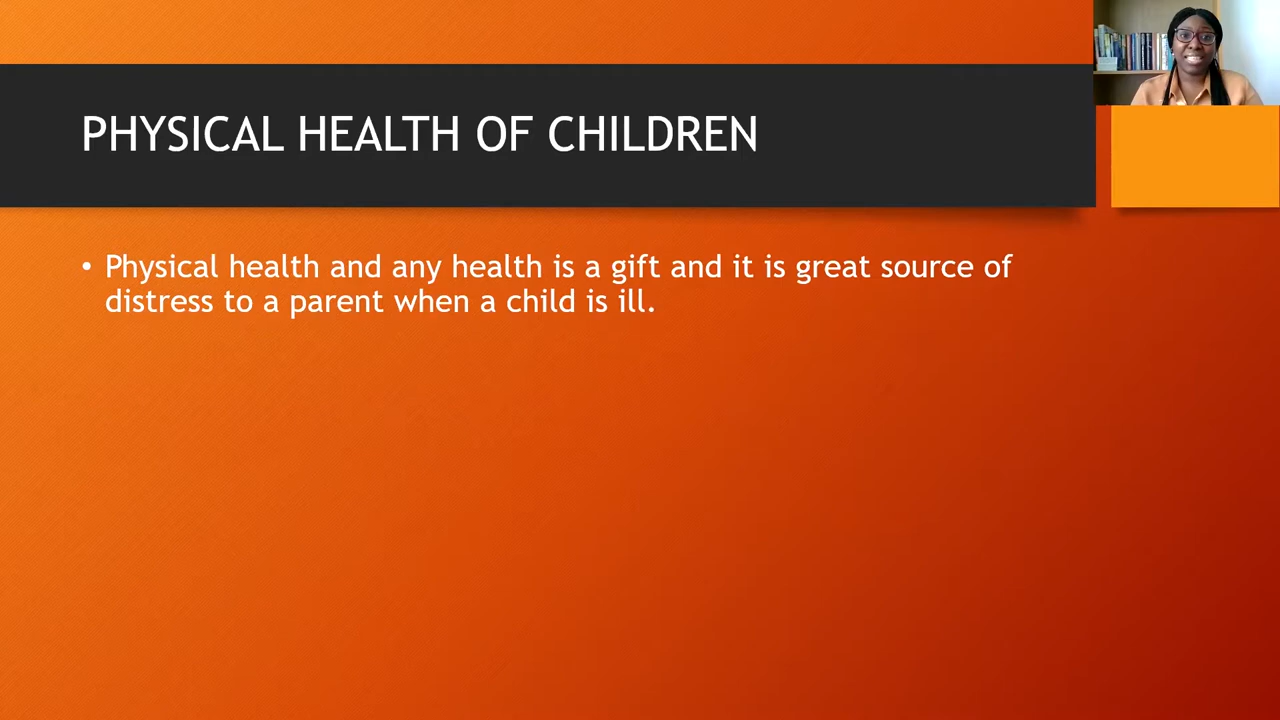 PHYSICAL HEALTH OF CHILDREN
• Physical health and any health is a gift and it is great source of
distress to a parent when a child is ill.